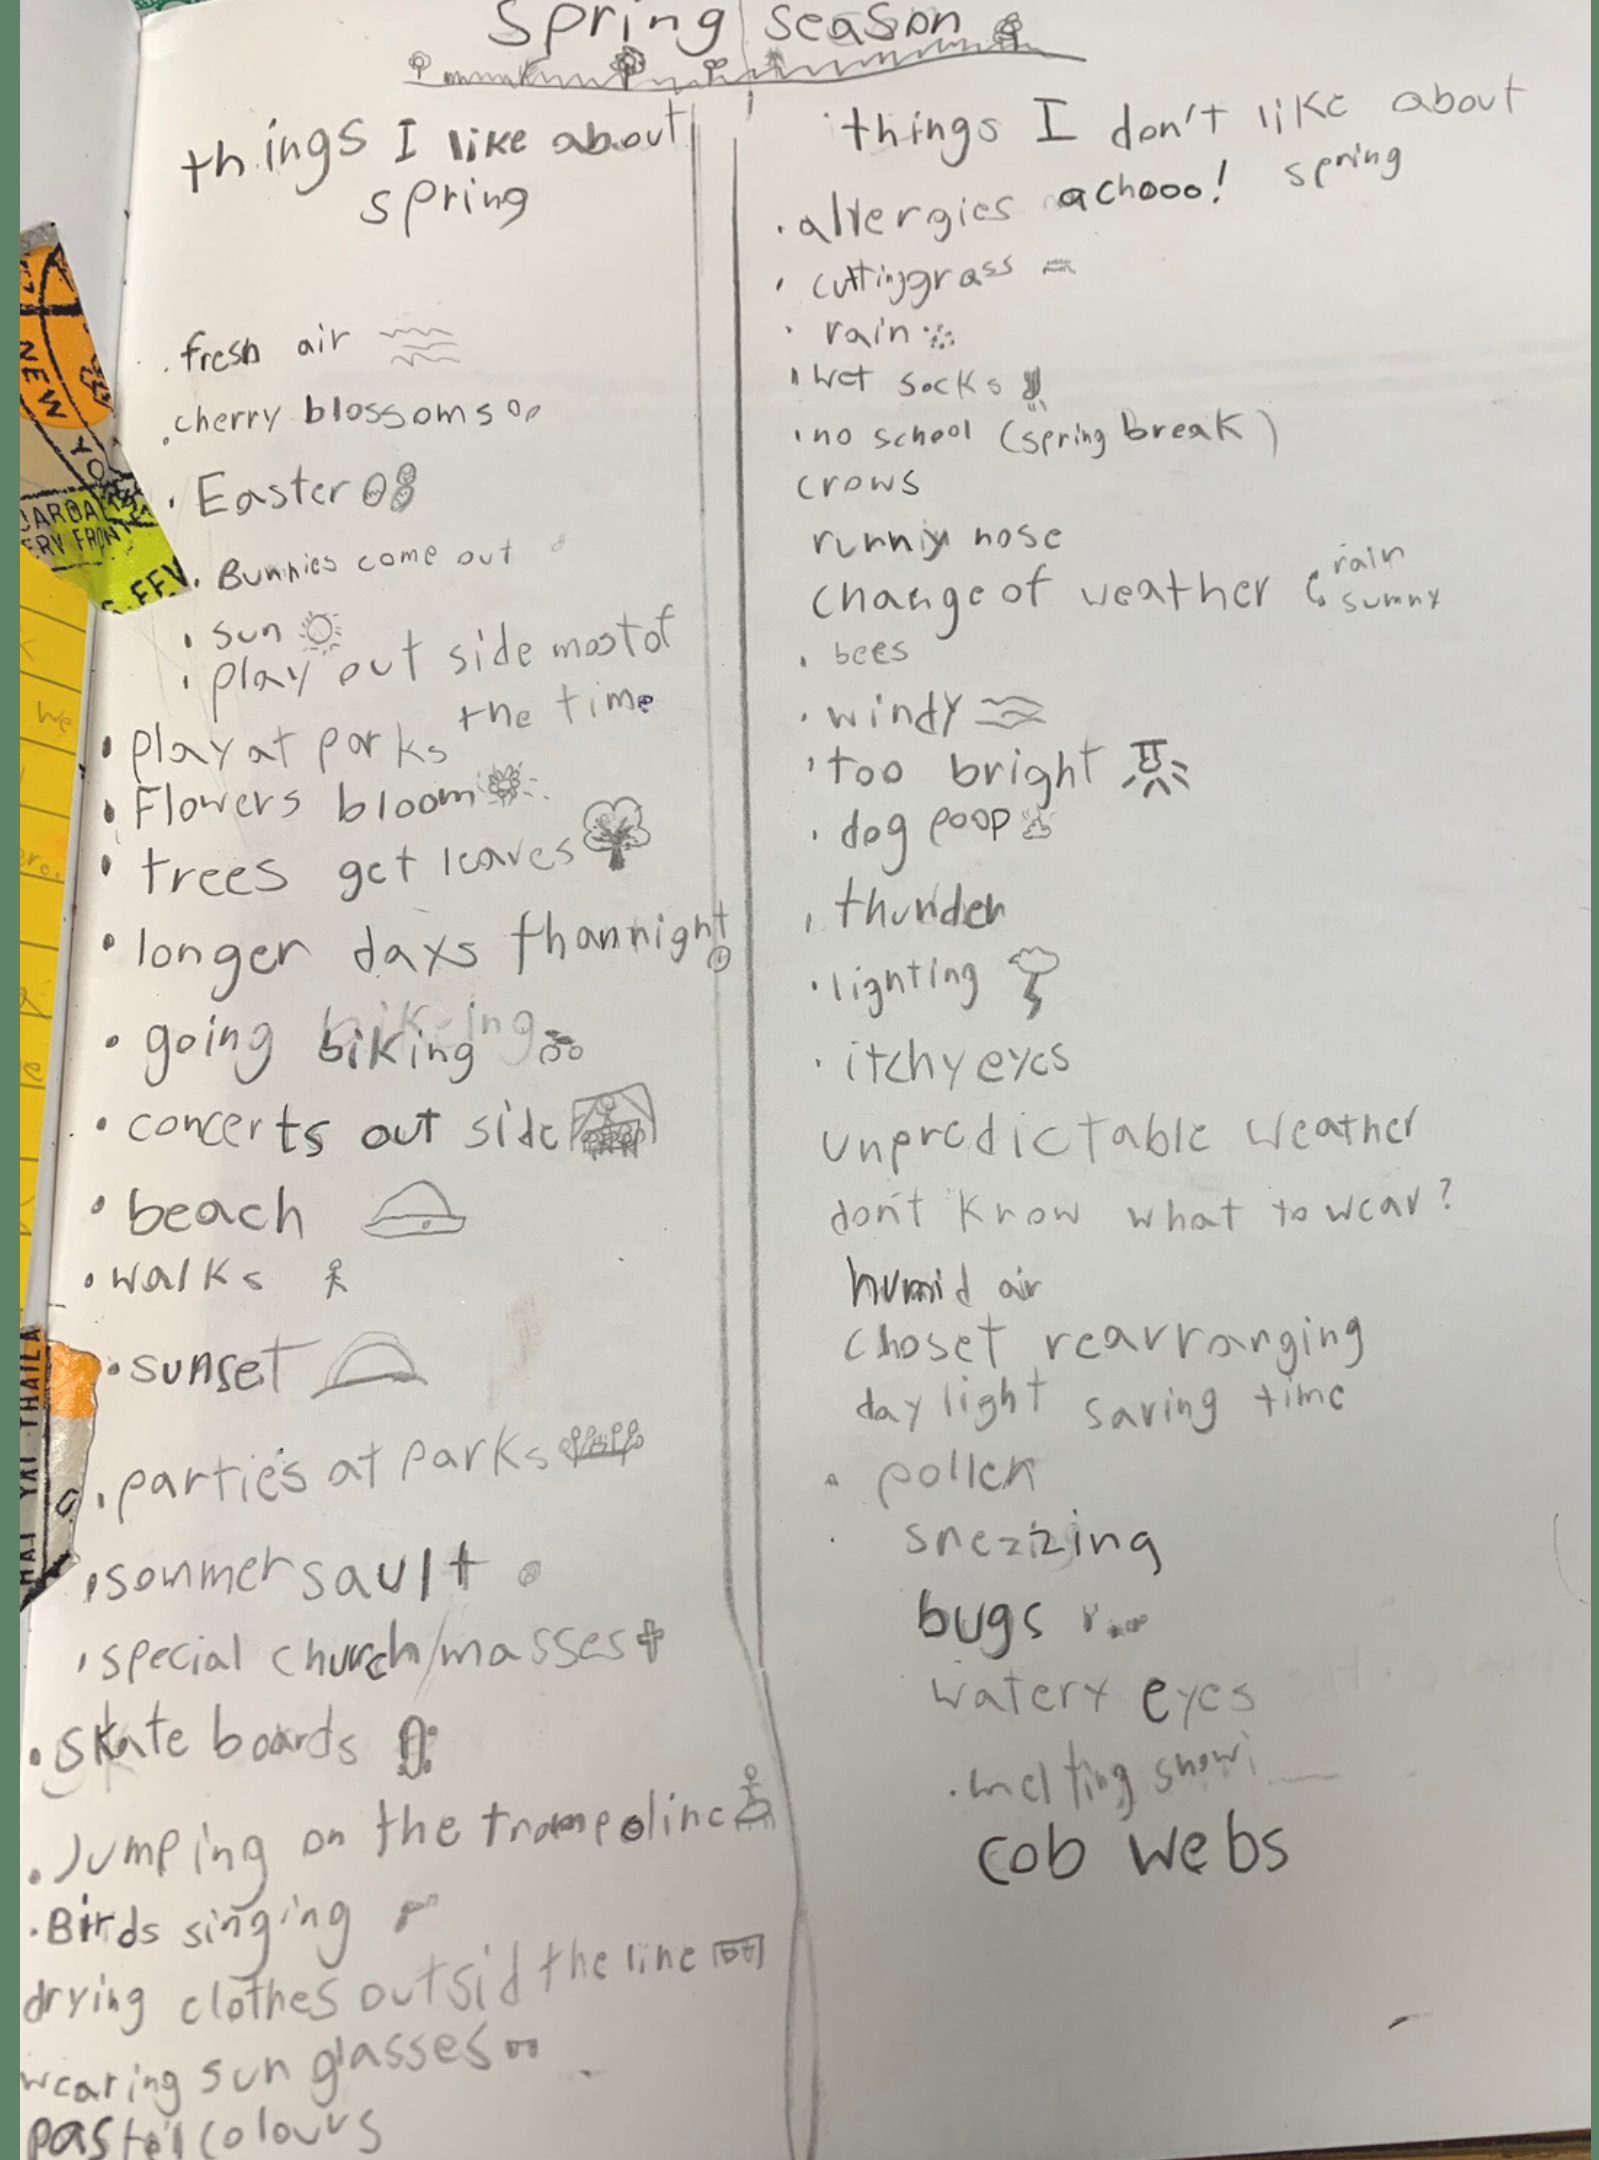 Spring season
things I like about
spring
. fresh air
. cherry blossoms
. Easter
. Bunnies come out
. sun
. play out side most of
the time
. play at parks
. Flowers bloom
. trees get leaves
. longer days than night
. going biking
. concerts out side
. beach
. walks
. sunset
. parties at parks
. sommersault
. special church/masses
. skate boards
. Jumping on the trampoline
. Birds singing
drying clothes outsid the line
wearing sun glasses
pastel colours
things I don't like about
spring
. allergies achooo!
. cutting grass
. rain
. wet socks
. no school (spring break)
crows
runny nose
change of weather
rain
sunny
. bees
. windy
. too bright
. dog poop
. thunder
. lighting
. itchy eyes
unpredictable weather
don't know what to wear?
humid air
closet rearranging
day light saving time
. pollen
. snezzing
bugs
watery eyes
. melting snow
cob webs
NEW
YO